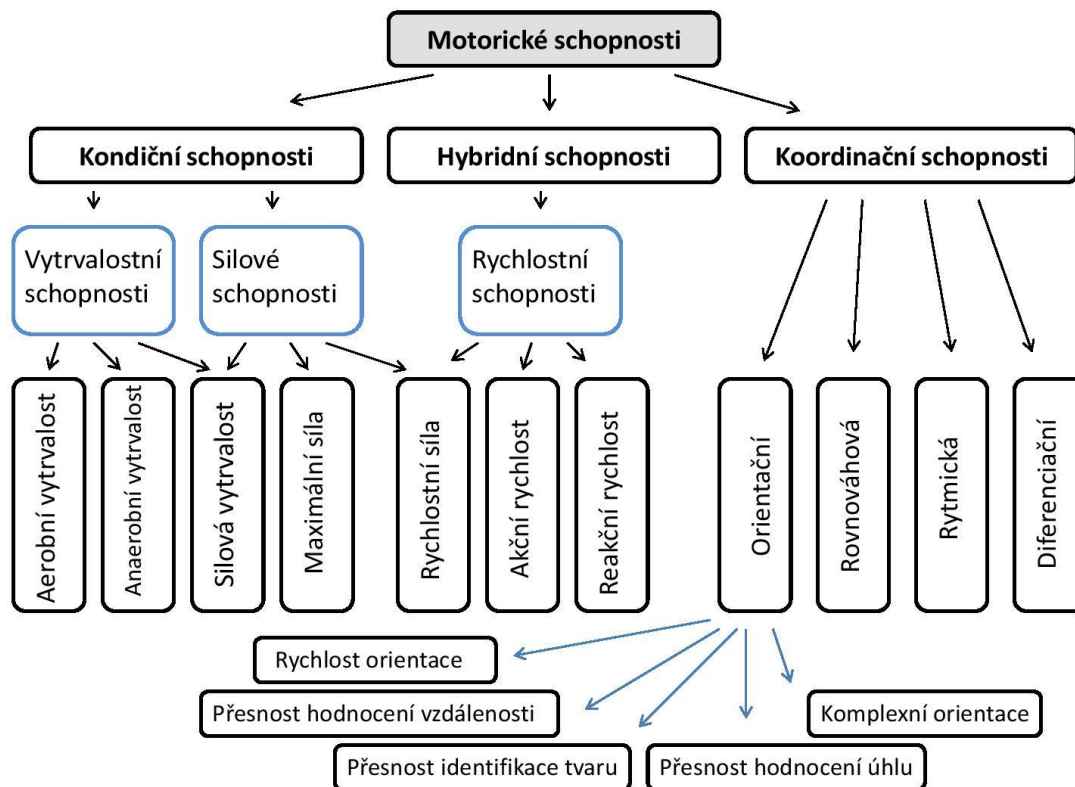 Motorické schopnosti
Kondiční schopnosti
Hybridní schopnosti
Koordinační schopnosti
Vytrvalostní
schopnosti
Silové
schopnosti
Rychlostní
schopnosti
Aerobní vytrvalost
Anaerobní vytrvalost
Silová vytrvalost
Maximální síla
Rychlostní síla
Akční rychlost
Reakční rychlost
Orientační
Rovnováhová
Rytmická
Diferenciační
Rychlost orientace
Přesnost hodnocení vzdálenosti
Komplexní orientace
Přesnost identifikace tvaru
Přesnost hodnocení úhlu